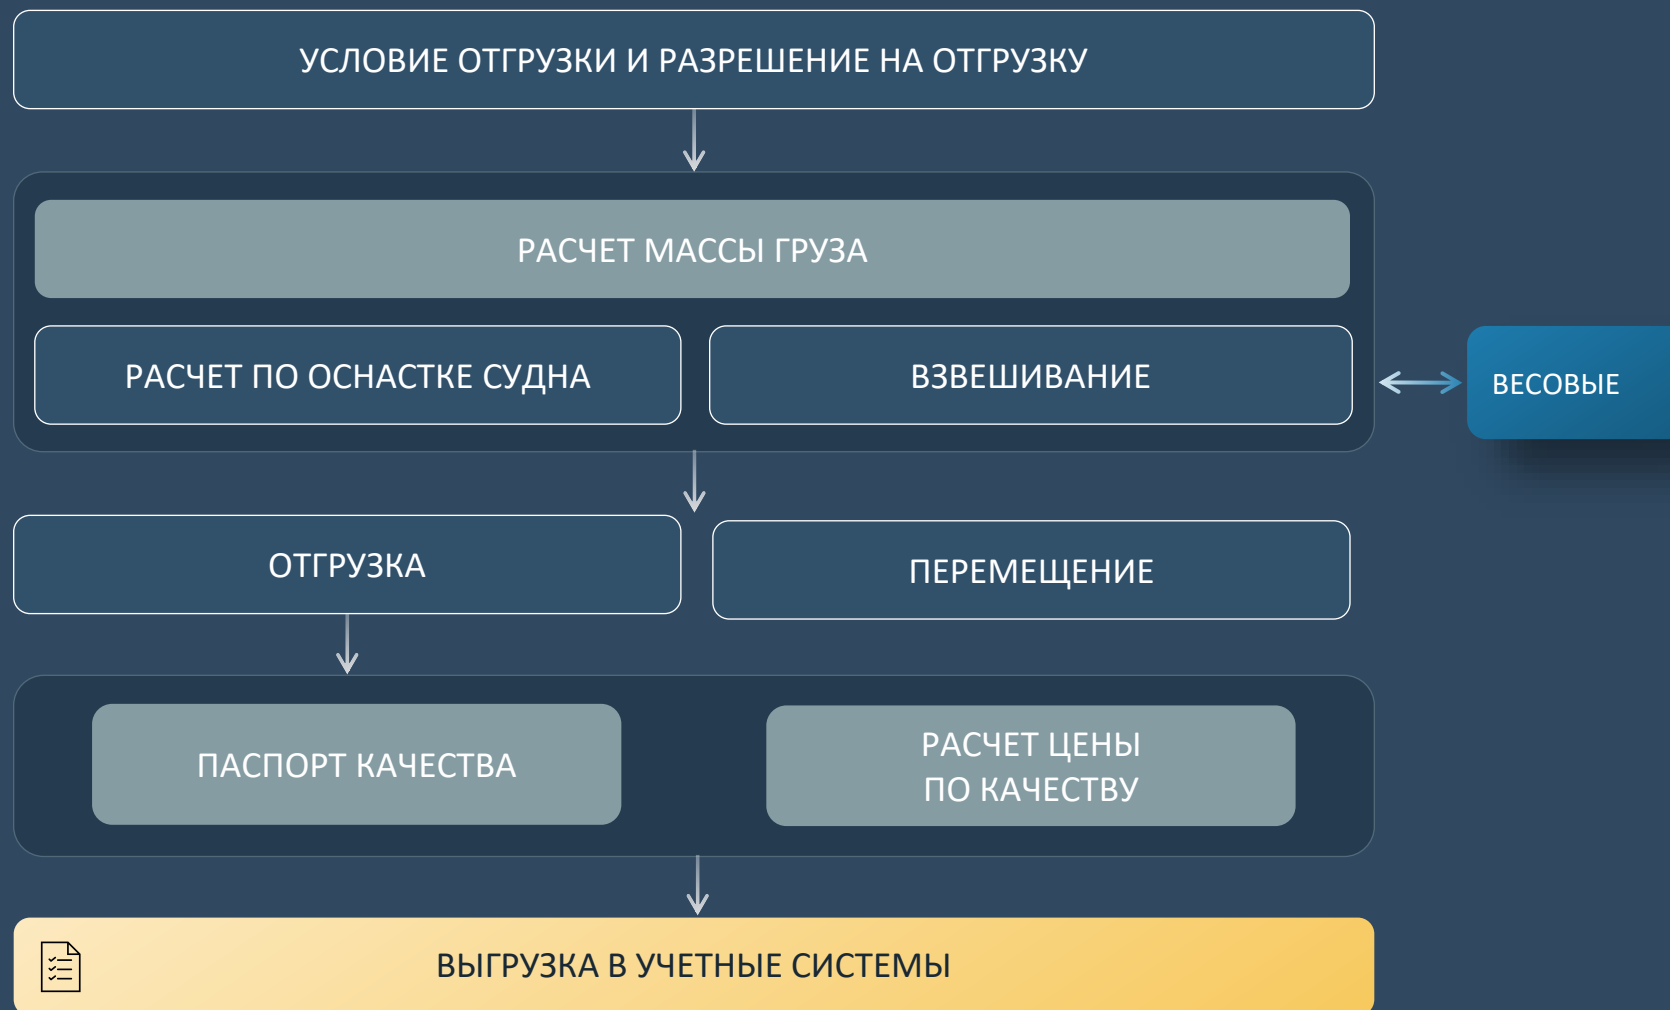 УСЛОВИЕ ОТГРУЗКИ И РАЗРЕШЕНИЕ НА ОТГРУЗКУ
РАСЧЕТ МАССЫ ГРУЗА
РАСЧЕТ ПО ОСНАСТКЕ СУДНА
ВЗВЕШИВАНИЕ
ВЕСОВЫЕ
ОТГРУЗКА
ПЕРЕМЕЩЕНИЕ
ПАСПОРТ КАЧЕСТВА
РАСЧЕТ ЦЕНЫ
ПО КАЧЕСТВУ
ВЫГРУЗКА В УЧЕТНЫЕ СИСТЕМЫ